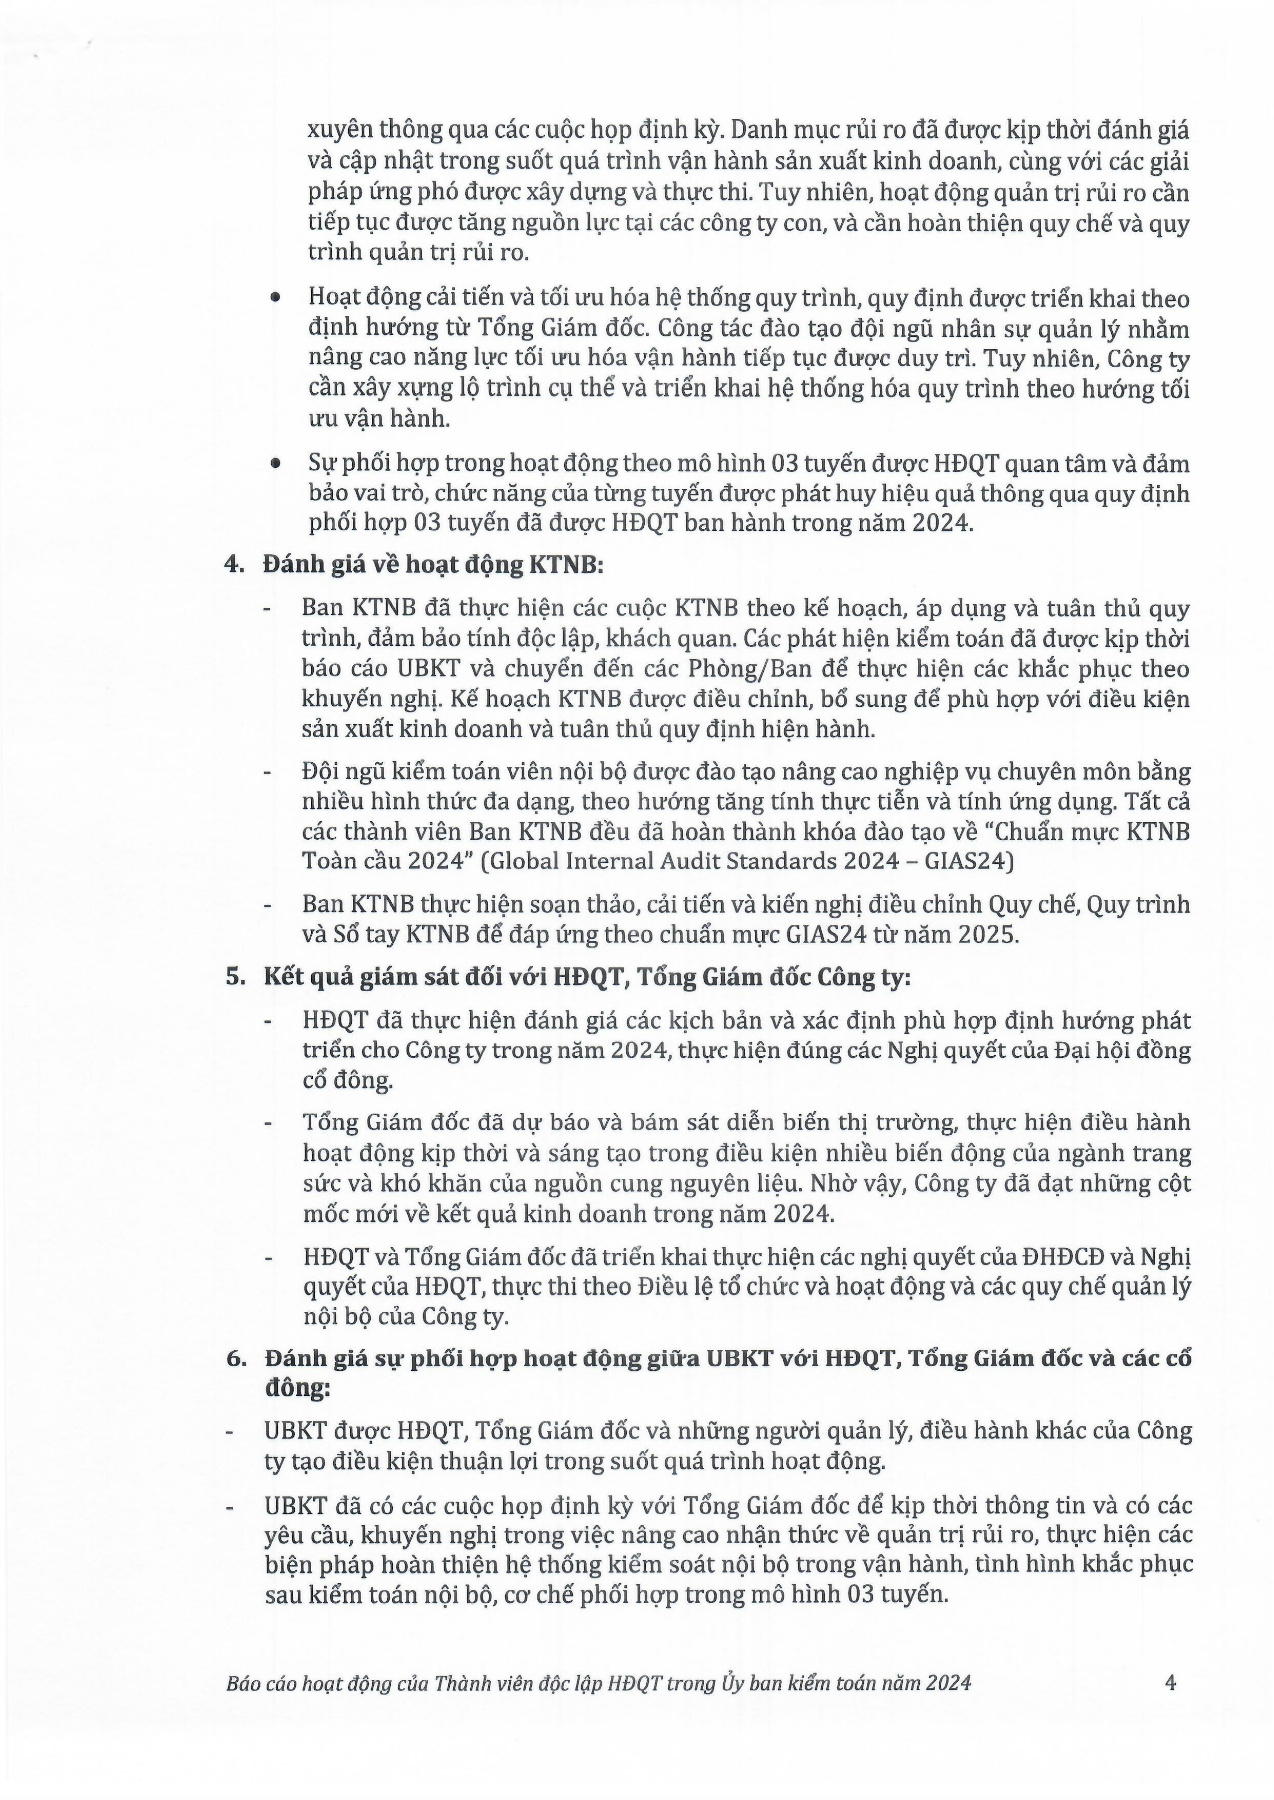 xuyên thông qua các cuộc họp định kỳ. Danh mục rủi ro đã được kịp thời đánh giá
và cập nhật trong suốt quá trình vận hành sản xuất kinh doanh, cùng với các giải
pháp ứng phó được xây dựng và thực thi. Tuy nhiên, hoạt động quản trị rủi ro cần
tiếp tục được tăng nguồn lực tại các công ty con, và cần hoàn thiện quy chế và quy
trình quản trị rủi ro.
• Hoạt động cải tiến và tối ưu hóa hệ thống quy trình, quy định được triển khai theo
định hướng từ Tổng Giám đốc. Công tác đào tạo đội ngũ nhân sự quản lý nhằm
nâng cao năng lực tối ưu hóa vận hành tiếp tục được duy trì. Tuy nhiên, Công ty
cần xây xựng lộ trình cụ thể và triển khai hệ thống hóa quy trình theo hướng tối
ưu vận hành.
• Sự phối hợp trong hoạt động theo mô hình 03 tuyến được HĐQT quan tâm và đảm
bảo vai trò, chức năng của từng tuyến được phát huy hiệu quả thông qua quy định
phối hợp 03 tuyến đã được HĐQT ban hành trong năm 2024.
4. Đánh giá về hoạt động KTNB:
- Ban KTNB đã thực hiện các cuộc KTNB theo kế hoạch, áp dụng và tuân thủ quy
trình, đảm bảo tính độc lập, khách quan. Các phát hiện kiểm toán đã được kịp thời
báo cáo UBKT và chuyển đến các Phòng/Ban để thực hiện các khắc phục theo
khuyến nghị. Kế hoạch KTNB được điều chỉnh, bổ sung để phù hợp với điều kiện
sản xuất kinh doanh và tuân thủ quy định hiện hành.
- Đội ngũ kiểm toán viên nội bộ được đào tạo nâng cao nghiệp vụ chuyên môn bằng
nhiều hình thức đa dạng, theo hướng tăng tính thực tiễn và tính ứng dụng. Tất cả
các thành viên Ban KTNB đều đã hoàn thành khóa đào tạo về “Chuẩn mực KTNB
Toàn cầu 2024” (Global Internal Audit Standards 2024 – GIAS24)
- Ban KTNB thực hiện soạn thảo, cải tiến và kiến nghị điều chỉnh Quy chế, Quy trình
và Sổ tay KTNB để đáp ứng theo chuẩn mực GIAS24 từ năm 2025.
5. Kết quả giám sát đối với HĐQT, Tổng Giám đốc Công ty:
- HĐQT đã thực hiện đánh giá các kịch bản và xác định phù hợp định hướng phát
triển cho Công ty trong năm 2024, thực hiện đúng các Nghị quyết của Đại hội đồng
cổ đông.
- Tổng Giám đốc đã dự báo và bám sát diễn biến thị trường, thực hiện điều hành
hoạt động kịp thời và sáng tạo trong điều kiện nhiều biến động của ngành trang
sức và khó khăn của nguồn cung nguyên liệu. Nhờ vậy, Công ty đã đạt những cột
mốc mới về kết quả kinh doanh trong năm 2024.
- HĐQT và Tổng Giám đốc đã triển khai thực hiện các nghị quyết của ĐHĐCĐ và Nghị
quyết của HĐQT, thực thi theo Điều lệ tổ chức và hoạt động và các quy chế quản lý
nội bộ của Công ty.
6. Đánh giá sự phối hợp hoạt động giữa UBKT với HĐQT, Tổng Giám đốc và các cổ
đông:
- UBKT được HĐQT, Tổng Giám đốc và những người quản lý, điều hành khác của Công
ty tạo điều kiện thuận lợi trong suốt quá trình hoạt động.
- UBKT đã có các cuộc họp định kỳ với Tổng Giám đốc để kịp thời thông tin và có các
yêu cầu, khuyến nghị trong việc nâng cao nhận thức về quản trị rủi ro, thực hiện các
biện pháp hoàn thiện hệ thống kiểm soát nội bộ trong vận hành, tình hình khắc phục
sau kiểm toán nội bộ, cơ chế phối hợp trong mô hình 03 tuyến.
Báo cáo hoạt động của Thành viên độc lập HĐQT trong Ủy ban kiểm toán năm 2024 4